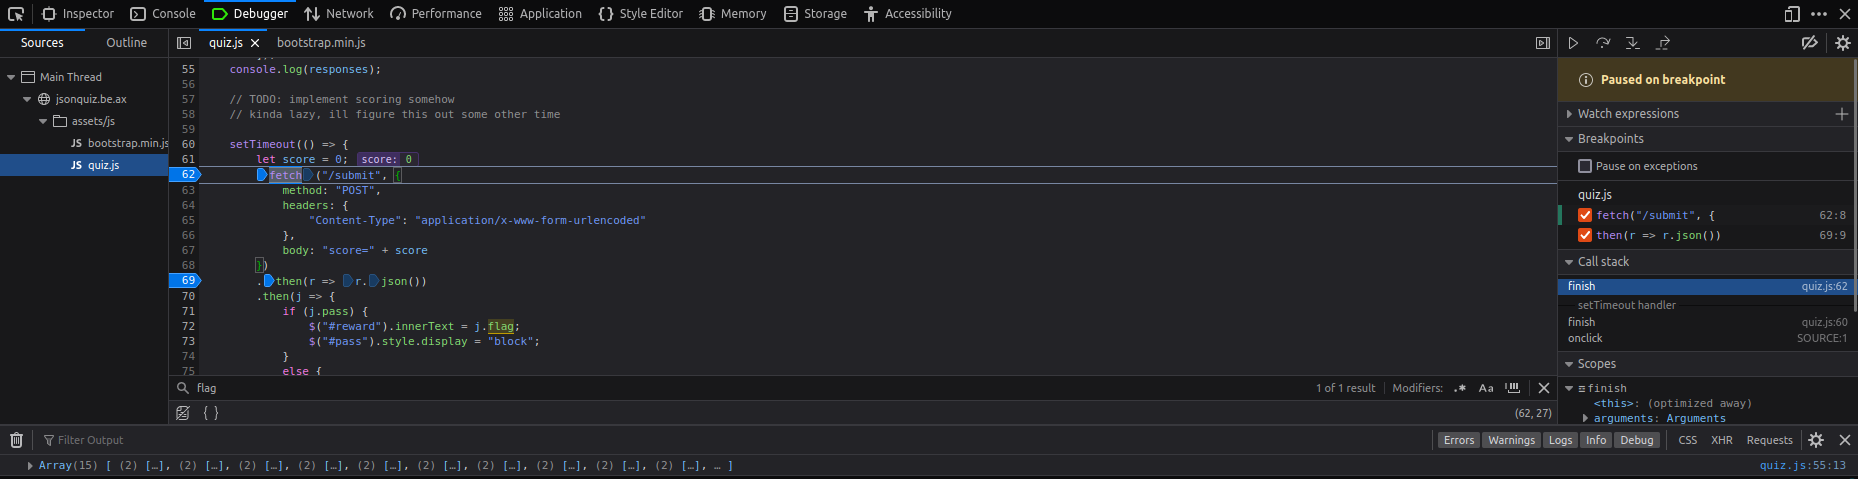 Inspector Console Debugger Network Performance Application Style Editor Memory Storage Accessibility
Sources Outline quiz.js bootstrap.min.js
Main Thread
jsonquiz.be.ax
assets/js
JS bootstrap.min.js
JS quiz.js
55 console.log(responses);
56
57 // TODO: implement scoring somehow
58 // kinda lazy, ill figure this out some other time
59
60 setTimeout(() => {
61 let score = 0; score: 0
62 fetch("/submit", {
63 method: "POST",
64 headers: {
65 "Content-Type": "application/x-www-form-urlencoded"
66 },
67 body: "score=" + score
68 })
69 .then(r => r.json())
70 .then(j => {
71 if (j.pass) {
72 $("#reward").innerText = j.flag;
73 $("#pass").style.display = "block";
74 }
75 else {
flag 1 of 1 result Modifiers: .* Aa
{ } (62, 27)
Paused on breakpoint
Watch expressions
Breakpoints
Pause on exceptions
quiz.js
fetch("/submit", { 62:8
then(r => r.json()) 69:9
Call stack
finish quiz.js:62
setTimeout handler
finish quiz.js:60
onclick SOURCE:1
Scopes
finish
<this>: (optimized away)
arguments: Arguments
Filter Output Errors Warnings Logs Info Debug CSS XHR Requests
Array(15) [ (2) […], (2) […], (2) […], (2) […], (2) […], (2) […], (2) […], (2) […], (2) […], (2) […], … ] quiz.js:55:13